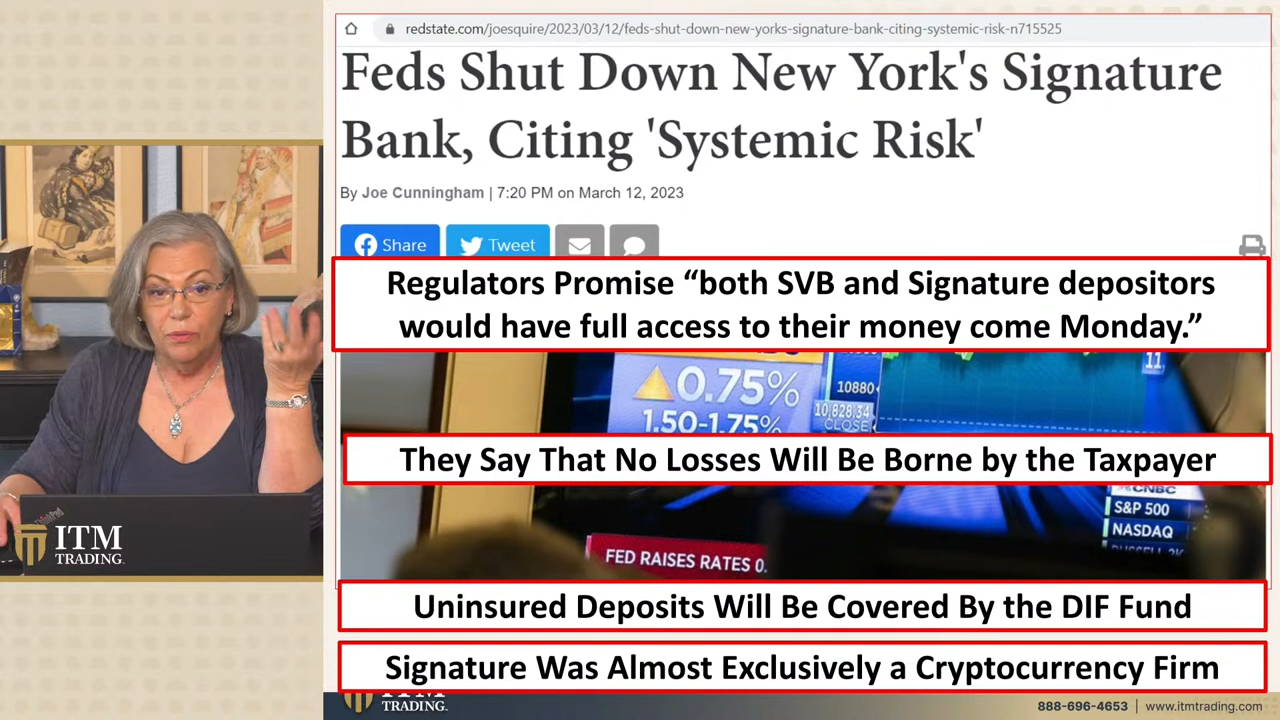 redstate.com/joesquire/2023/03/12/feds-shut-down-new-yorks-signature-bank-citing-systemic-risk-n715525
Feds Shut Down New York's Signature
Bank, Citing 'Systemic Risk'
By Joe Cunningham | 7:20 PM on March 12, 2023
Share
Tweet
Regulators Promise “both SVB and Signature depositors
would have full access to their money come Monday.”
11
0.75%
10880
1.50-1.75%
10,828.34
CLOSE
They Say That No Losses Will Be Borne by the Taxpayer
CNBC
S&P 500
NASDAQ
FED RAISES RATES 0.
Uninsured Deposits Will Be Covered By the DIF Fund
Signature Was Almost Exclusively a Cryptocurrency Firm
ThinkPad
ITM
TRADING
TRADING.
888-696-4653 | www.itmtrading.com